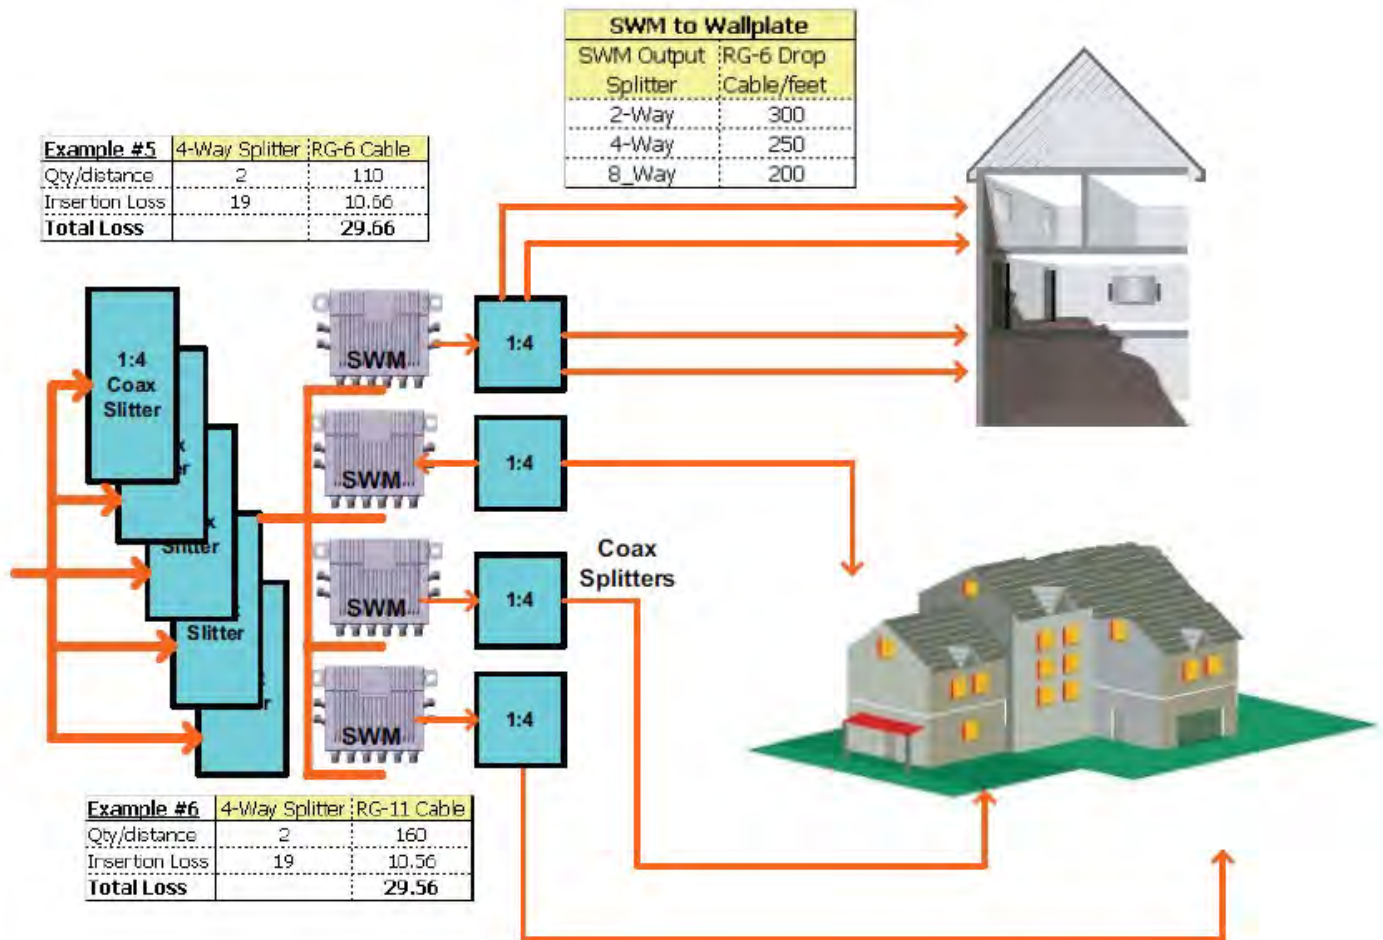 SWM to Wallplate
SWM Output RG-6 Drop
Splitter Cable/feet
2-Way 300
4-Way 250
8_Way 200
Example #5 4-Way Splitter RG-6 Cable
Qty/distance 2 110
Insertion Loss 19 10.66
Total Loss 29.66
1:4
Coax
Slitter
x
er
x
Slitter
x
Slitter
SWM
1:4
SWM
1:4
SWM
1:4
SWM
1:4
Coax
Splitters
Example #6 4-Way Splitter RG-11 Cable
Qty/distance 2 160
Insertion Loss 19 10.56
Total Loss 29.56